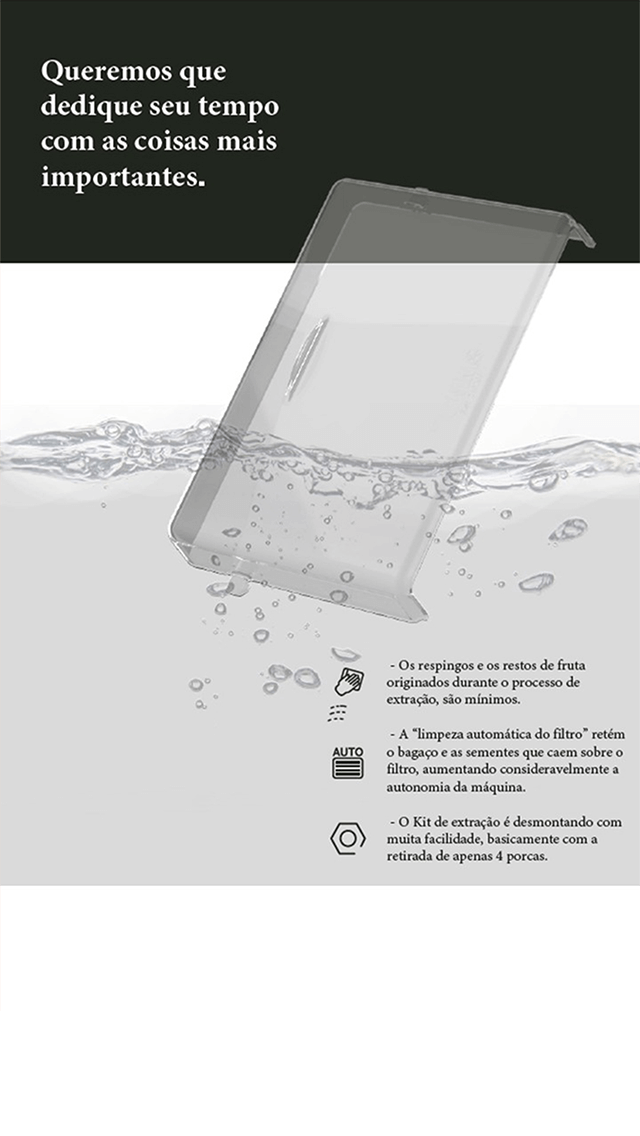 Queremos que
dedique seu tempo
com as coisas mais
importantes.
- Os respingos e os restos de fruta
originados durante o processo de
extração, são mínimos.
AUTO
- A “limpeza automática do filtro” retém
o bagaço e as sementes que caem sobre o
filtro, aumentando consideravelmente a
autonomia da máquina.
- O Kit de extração é desmontando com
muita facilidade, basicamente com a
retirada de apenas 4 porcas.